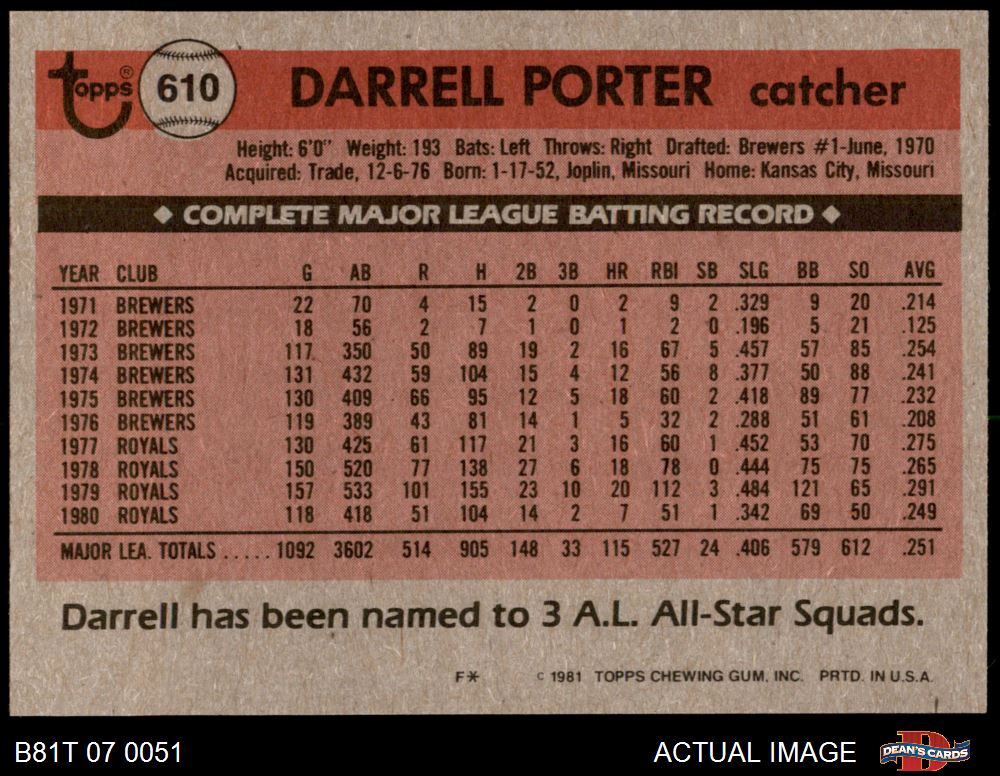 topps® 610 DARRELL PORTER catcher
Height: 6'0" Weight: 193 Bats: Left Throws: Right Drafted: Brewers #1-June, 1970
Acquired: Trade, 12-6-76 Born: 1-17-52, Joplin, Missouri Home: Kansas City, Missouri
◆ COMPLETE MAJOR LEAGUE BATTING RECORD ◆
YEAR CLUB G AB R H 2B 3B HR RBI SB SLG BB SO AVG
1971 BREWERS 22 70 4 15 2 0 2 9 2 .329 9 20 .214
1972 BREWERS 18 56 2 7 1 0 1 2 0 .196 5 21 .125
1973 BREWERS 117 350 50 89 19 2 16 67 5 .457 57 85 .254
1974 BREWERS 131 432 59 104 15 4 12 56 8 .377 50 88 .241
1975 BREWERS 130 409 66 95 12 5 18 60 2 .418 89 77 .232
1976 BREWERS 119 389 43 81 14 1 5 32 2 .288 51 61 .208
1977 ROYALS 130 425 61 117 21 3 16 60 1 .452 53 70 .275
1978 ROYALS 150 520 77 138 27 6 18 78 0 .444 75 75 .265
1979 ROYALS 157 533 101 155 23 10 20 112 3 .484 121 65 .291
1980 ROYALS 118 418 51 104 14 2 7 51 1 .342 69 50 .249
MAJOR LEA. TOTALS ..... 1092 3602 514 905 148 33 115 527 24 .406 579 612 .251
Darrell has been named to 3 A.L. All-Star Squads.
F* © 1981 TOPPS CHEWING GUM, INC. PRTD. IN U.S.A.
B81T 07 0051 ACTUAL IMAGE DEAN'S CARDS